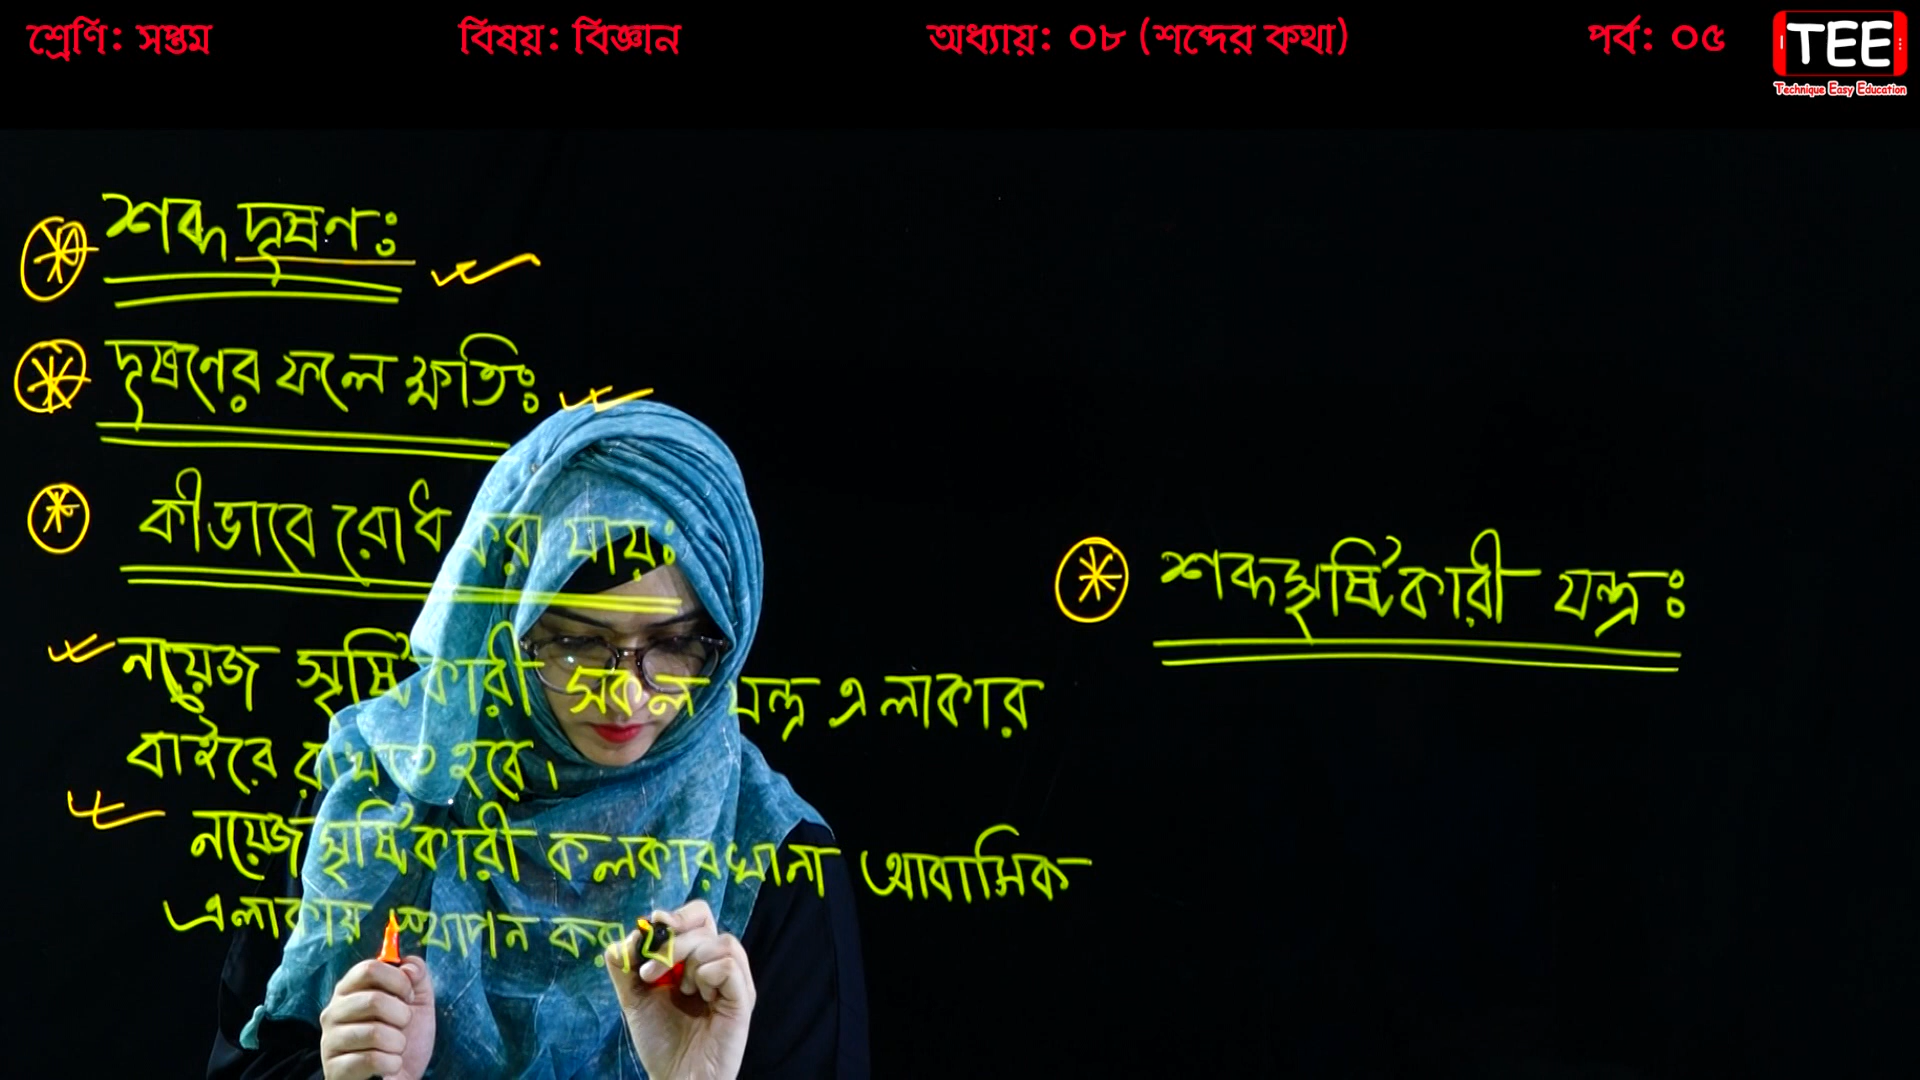 শ্রেণি: সপ্তম বিষয়: বিজ্ঞান অধ্যায়: ০৮ (শব্দের কথা) পর্ব: ০৫
TEE
Technique Easy Education
শব্দ দূষণঃ
দূষণের ফলে ক্ষতিঃ
কীভাবে রোধ করা যায়ঃ
নয়েজ সৃষ্টিকারী সকল যন্ত্র এলাকার
বাইরে রাখতে হবে।
নয়েজ সৃষ্টিকারী কলকারখানা আবাসিক
এলাকায় স্থাপন করা য
শব্দসৃষ্টিকারী যন্ত্রঃ